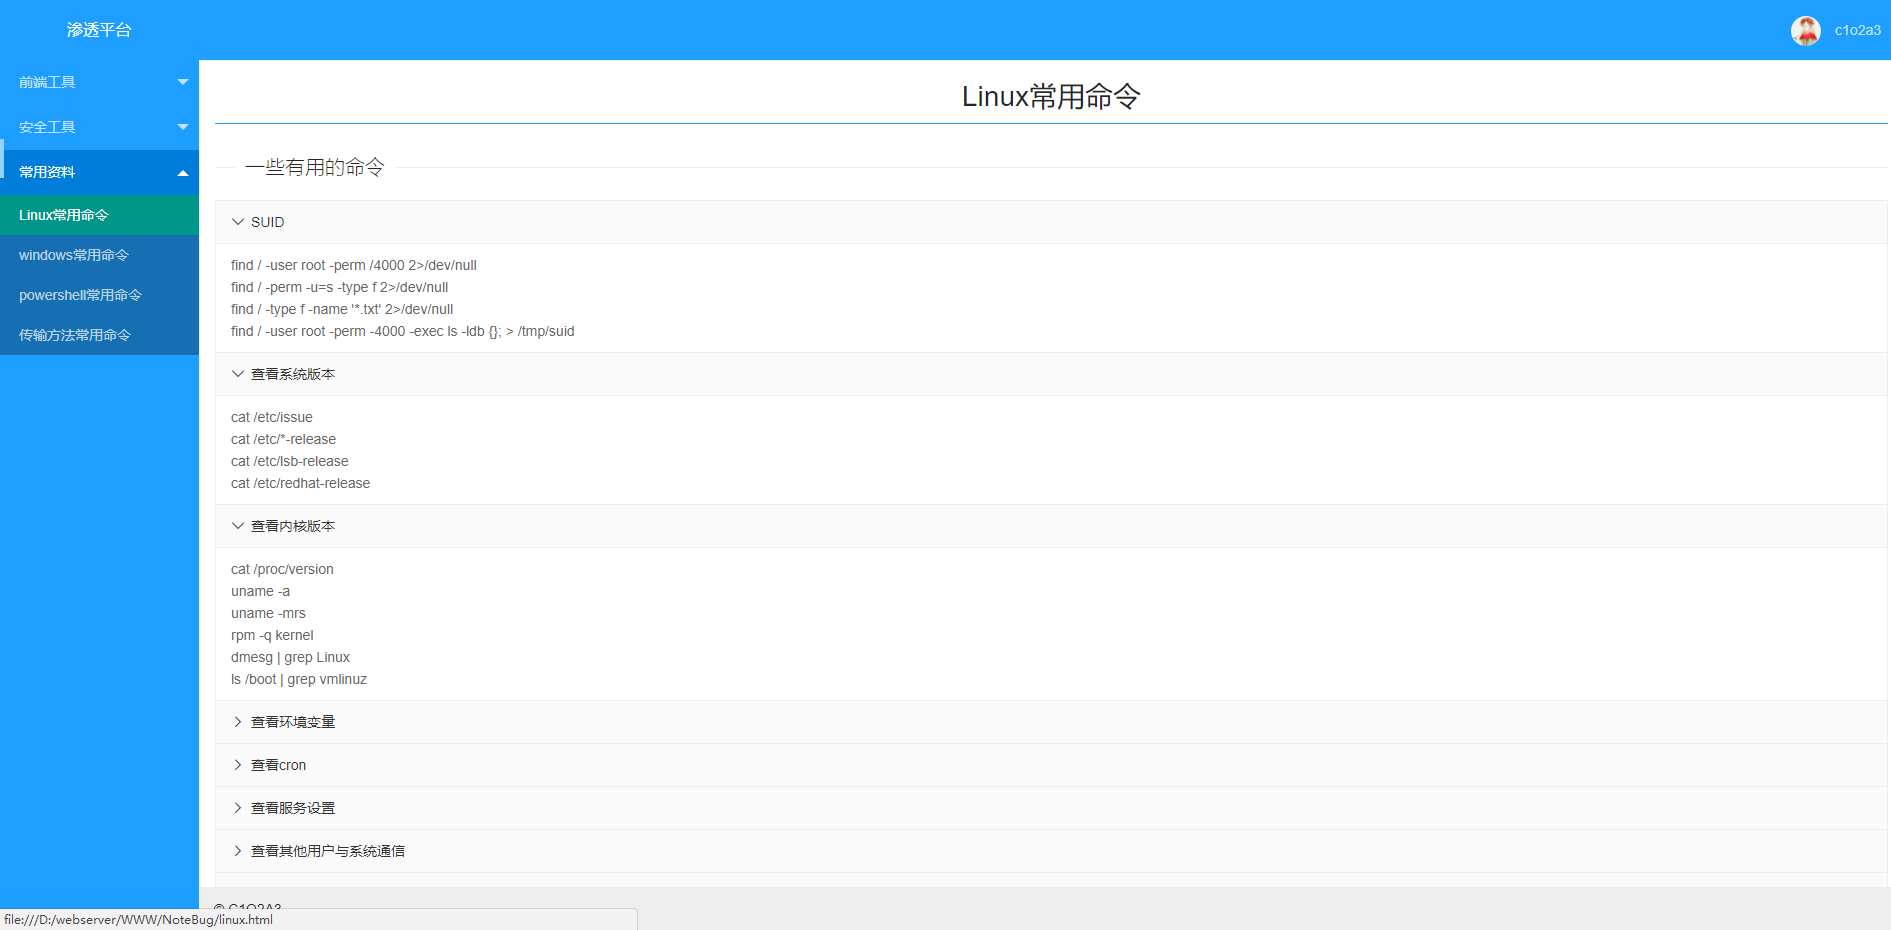 渗透平台
c1o2a3
前端工具
安全工具
常用资料
Linux常用命令
windows常用命令
powershell常用命令
传输方法常用命令
Linux常用命令
一些有用的命令
SUID
find / -user root -perm /4000 2>/dev/null
find / -perm -u=s -type f 2>/dev/null
find / -type f -name '*.txt' 2>/dev/null
find / -user root -perm -4000 -exec ls -ldb {}; > /tmp/suid
查看系统版本
cat /etc/issue
cat /etc/*-release
cat /etc/lsb-release
cat /etc/redhat-release
查看内核版本
cat /proc/version
uname -a
uname -mrs
rpm -q kernel
dmesg | grep Linux
ls /boot | grep vmlinuz
查看环境变量
查看cron
查看服务设置
查看其他用户与系统通信
© C1O2A3
file:///D:/webserver/WWW/NoteBug/linux.html